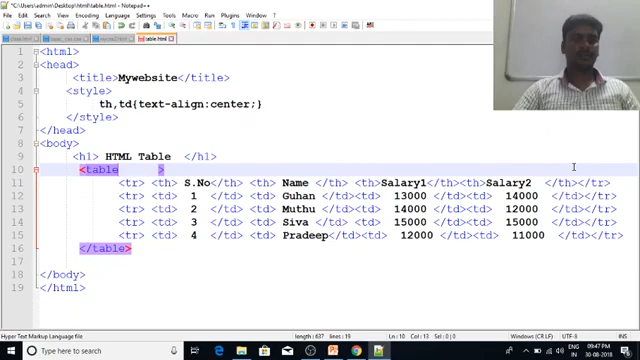 *C:\Users\admin\Desktop\html\table.html - Notepad++
File Edit Search View Encoding Language Settings Tools Macro Run Plugins Window ?
table.html
1 <html>
2 <head>
3 <title>Mywebsite</title>
4 <style>
5 th,td{text-align:center;}
6 </style>
7 </head>
8 <body>
9 <h1> HTML Table </h1>
10 <table >
11 <tr> <th> S.No</th> <th> Name </th> <th>Salary1</th><th>Salary2 </th></tr>
12 <tr> <td> 1 </td> <td> Guhan </td><td> 13000 </td><td> 14000 </td></tr>
13 <tr> <td> 2 </td> <td> Muthu </td><td> 14000 </td><td> 12000 </td></tr>
14 <tr> <td> 3 </td> <td> Siva </td><td> 15000 </td><td> 15000 </td></tr>
15 <tr> <td> 4 </td> <td> Pradeep</td><td> 12000 </td><td> 11000 </td></tr>
16 </table>
17
18 </body>
19 </html>
Hyper Text Markup Language file length : 637 lines : 19 Ln : 10 Col : 13 Sel : 0 | 0 Windows (CR LF) UTF-8 INS
Type here to search
ENG
09:47 PM
IN
30-08-2018